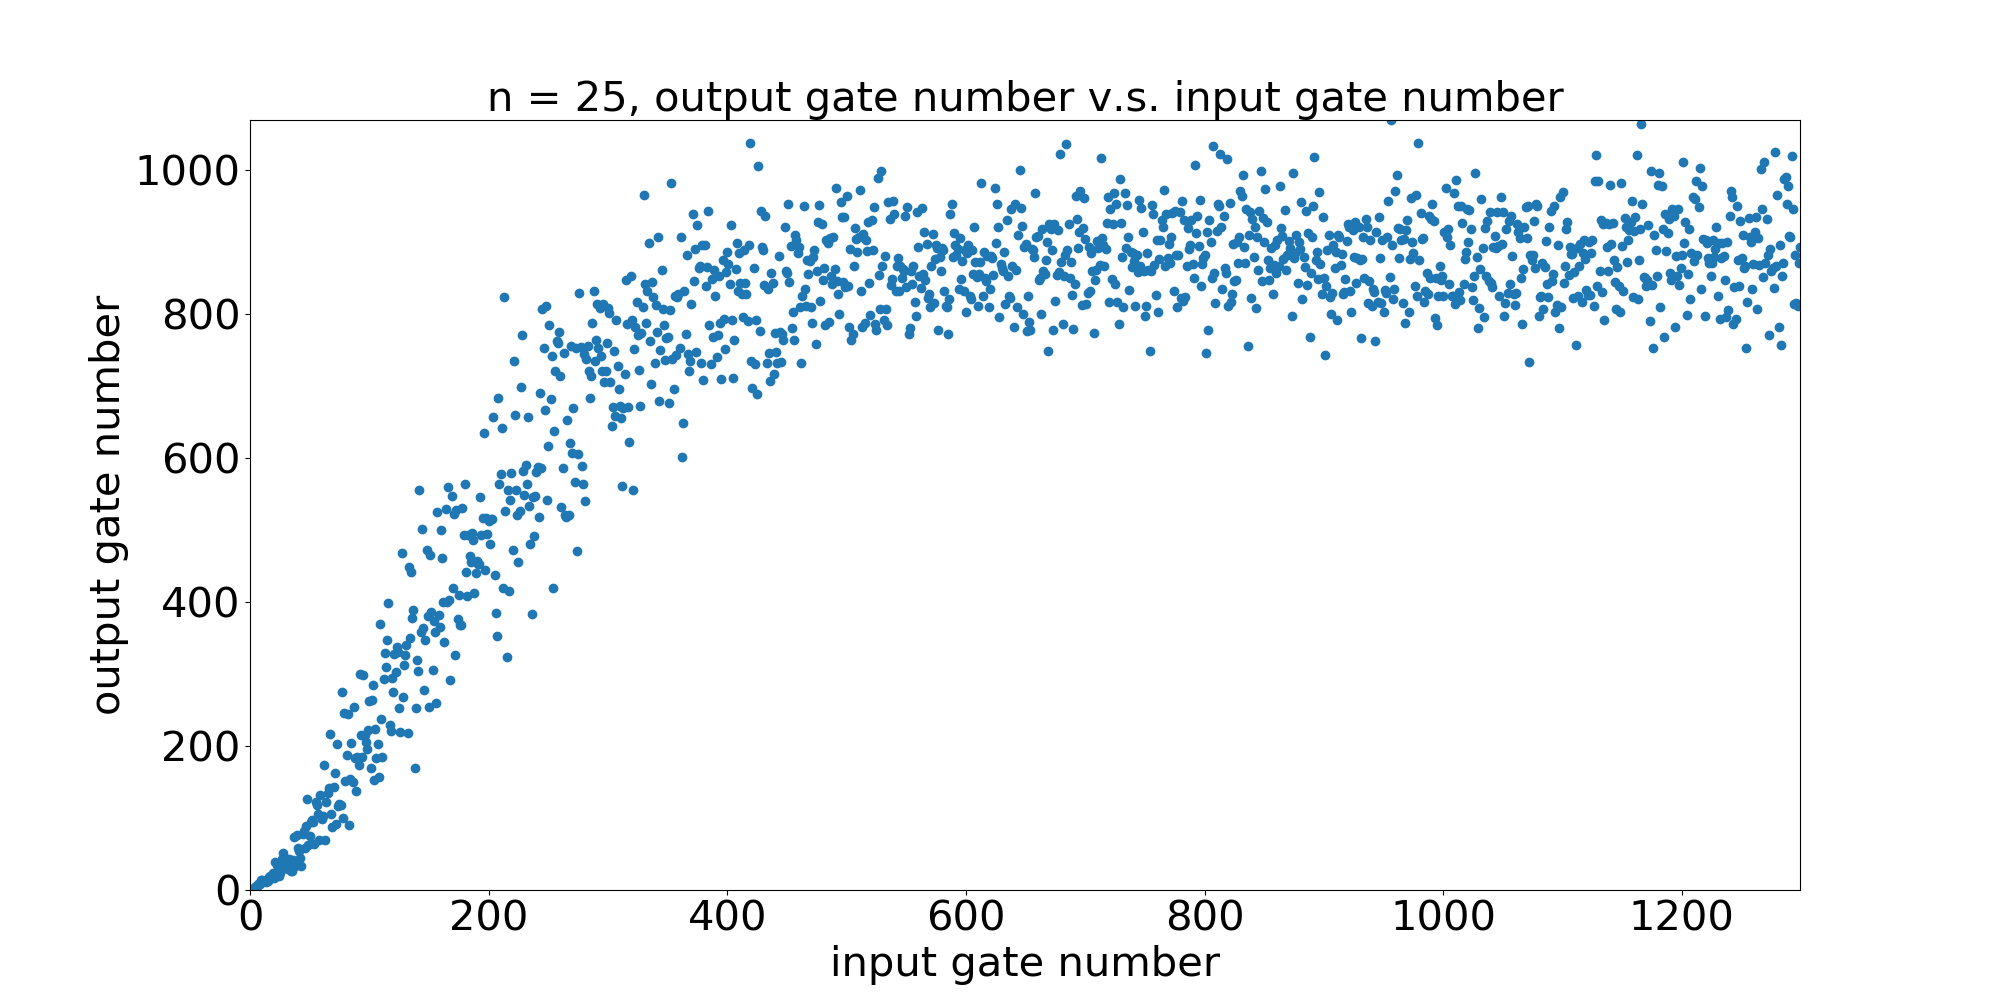 n = 25, output gate number v.s. input gate number
1000
800
600
400
200
0
output gate number
0 200 400 600 800 1000 1200
input gate number